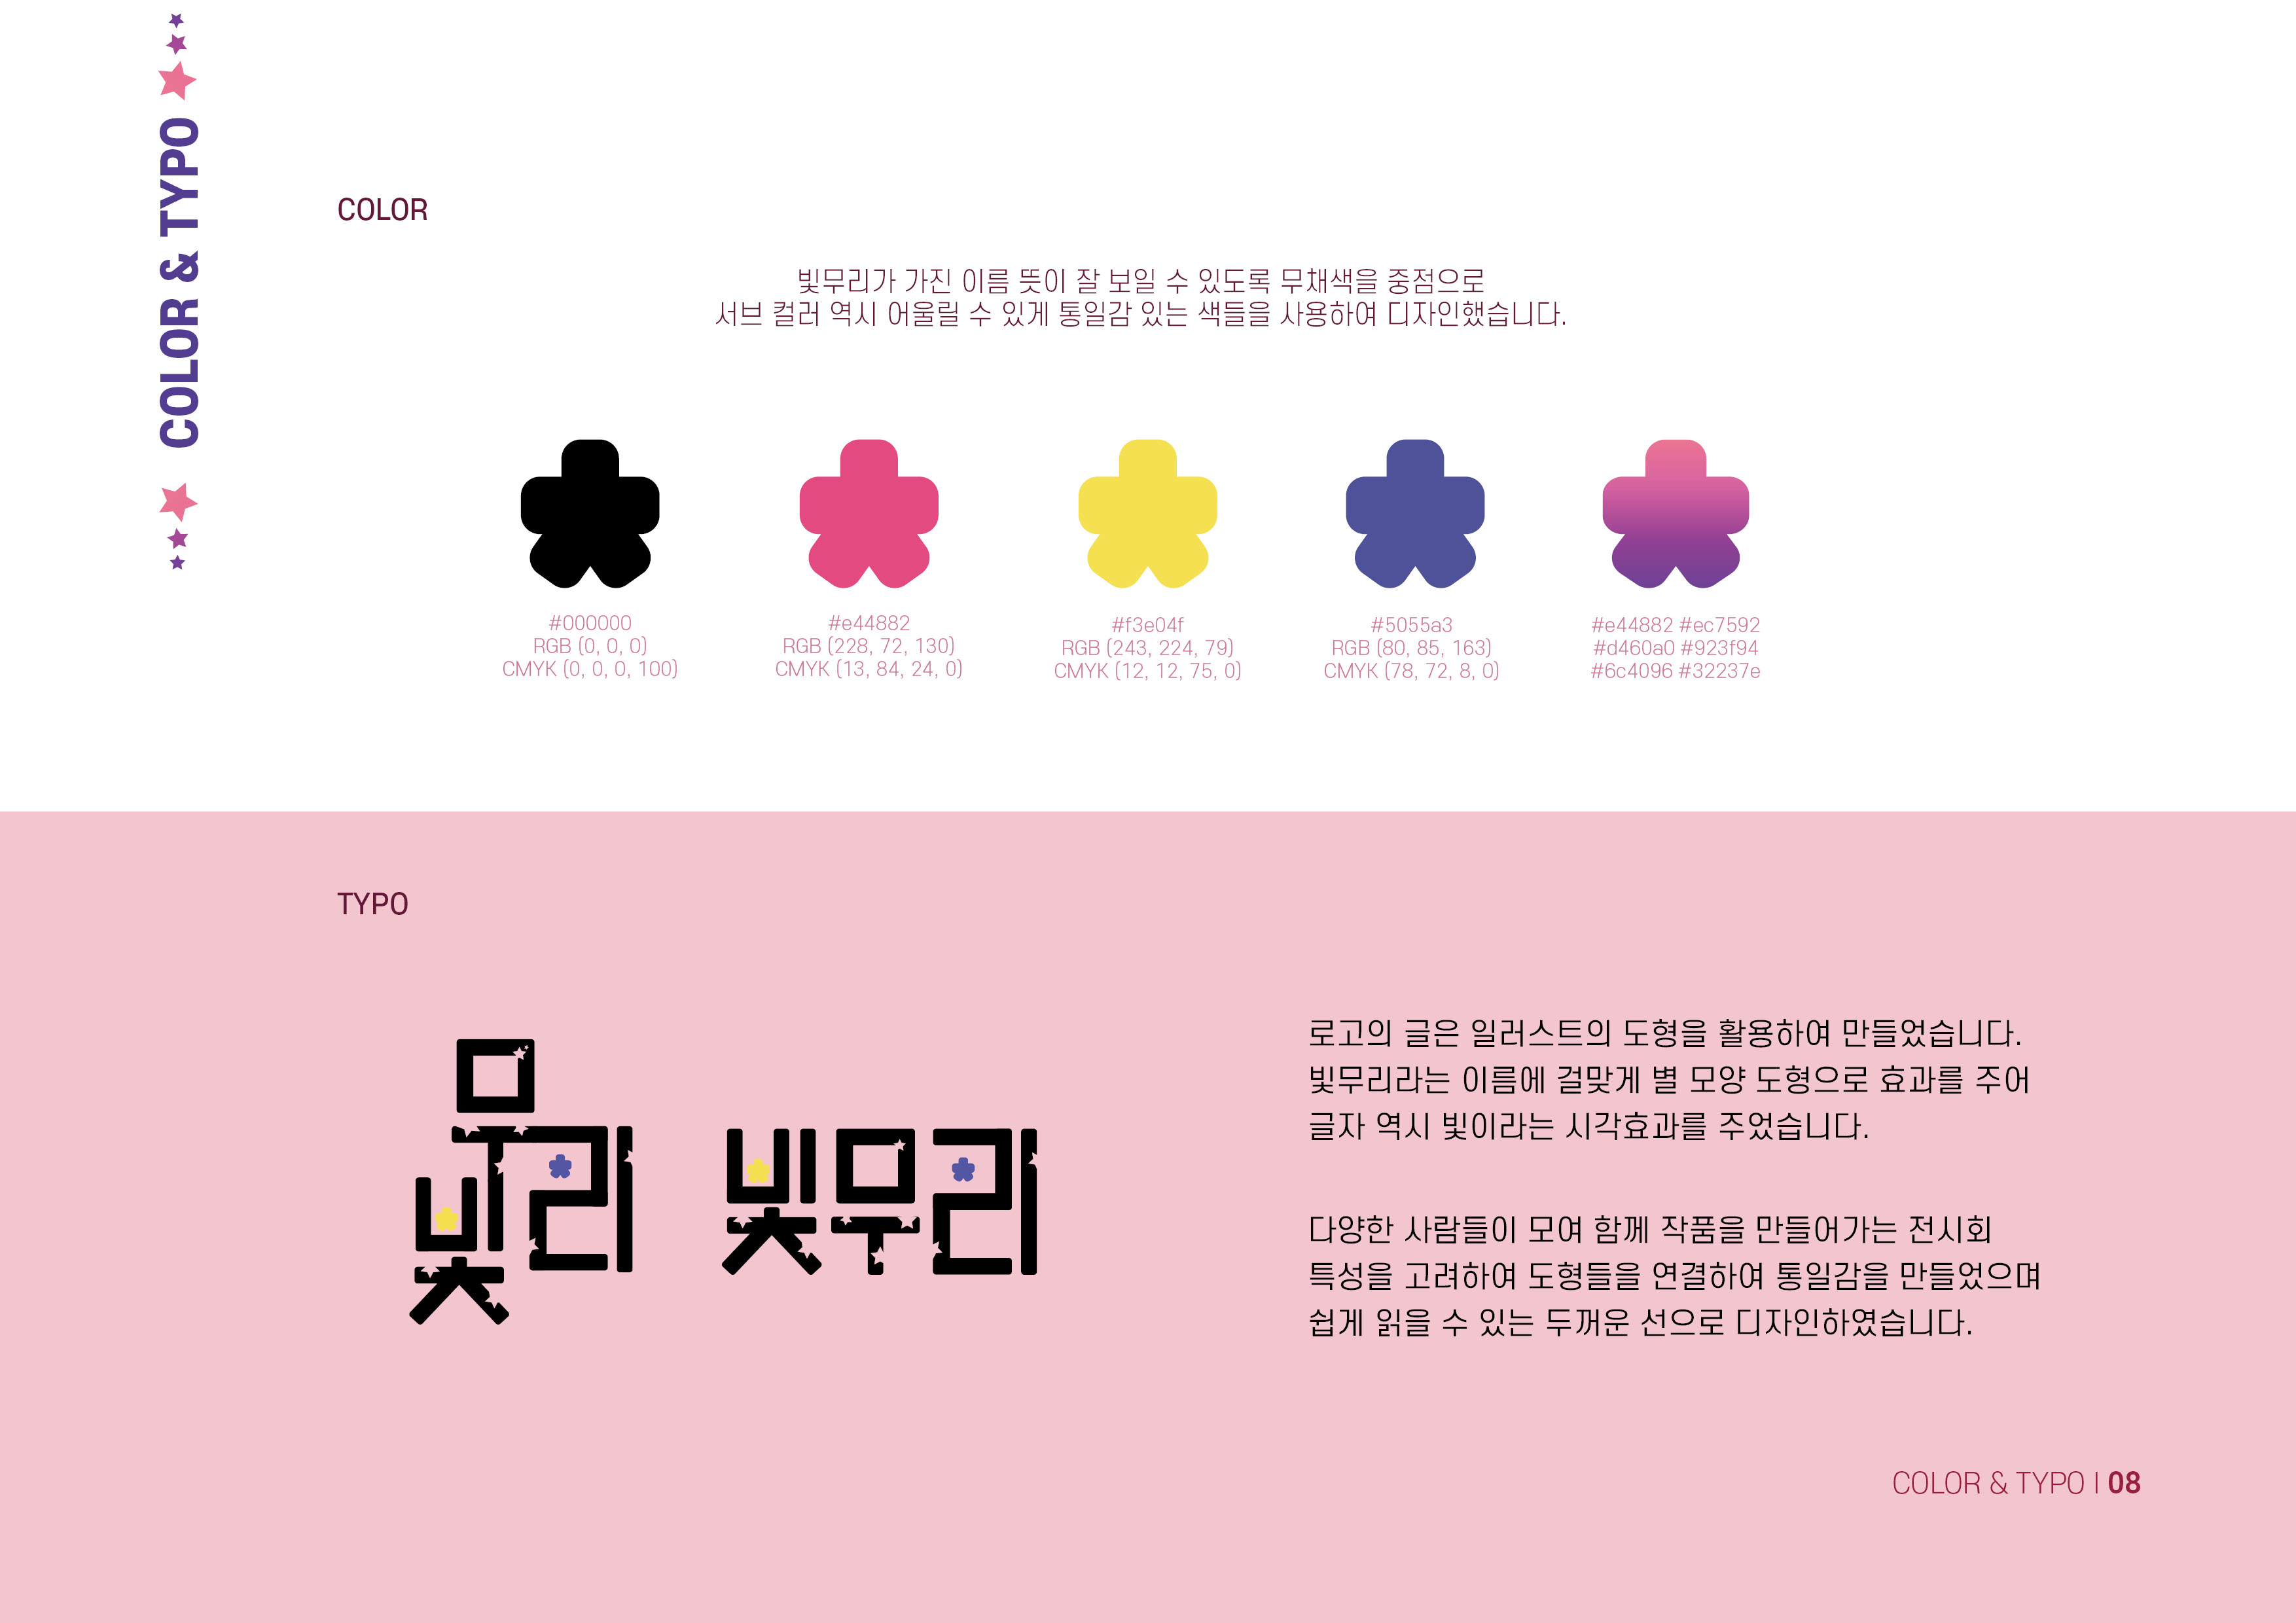 COLOR & TYPO
COLOR
빛무리가 가진 이름 뜻이 잘 보일 수 있도록 무채색을 중점으로
서브 컬러 역시 어울릴 수 있게 통일감 있는 색들을 사용하여 디자인했습니다.
#000000
RGB (0, 0, 0)
CMYK (0, 0, 0, 100)
#e44882
RGB (228, 72, 130)
CMYK (13, 84, 24, 0)
#f3e04f
RGB (243, 224, 79)
CMYK (12, 12, 75, 0)
#5055a3
RGB (80, 85, 163)
CMYK (78, 72, 8, 0)
#e44882 #ec7592
#d460a0 #923f94
#6c4096 #32237e
TYPO
빛무리
빛무리
로고의 글은 일러스트의 도형을 활용하여 만들었습니다.
빛무리라는 이름에 걸맞게 별 모양 도형으로 효과를 주어
글자 역시 빛이라는 시각효과를 주었습니다.
다양한 사람들이 모여 함께 작품을 만들어가는 전시회
특성을 고려하여 도형들을 연결하여 통일감을 만들었으며
쉽게 읽을 수 있는 두꺼운 선으로 디자인하였습니다.
COLOR & TYPO | 08